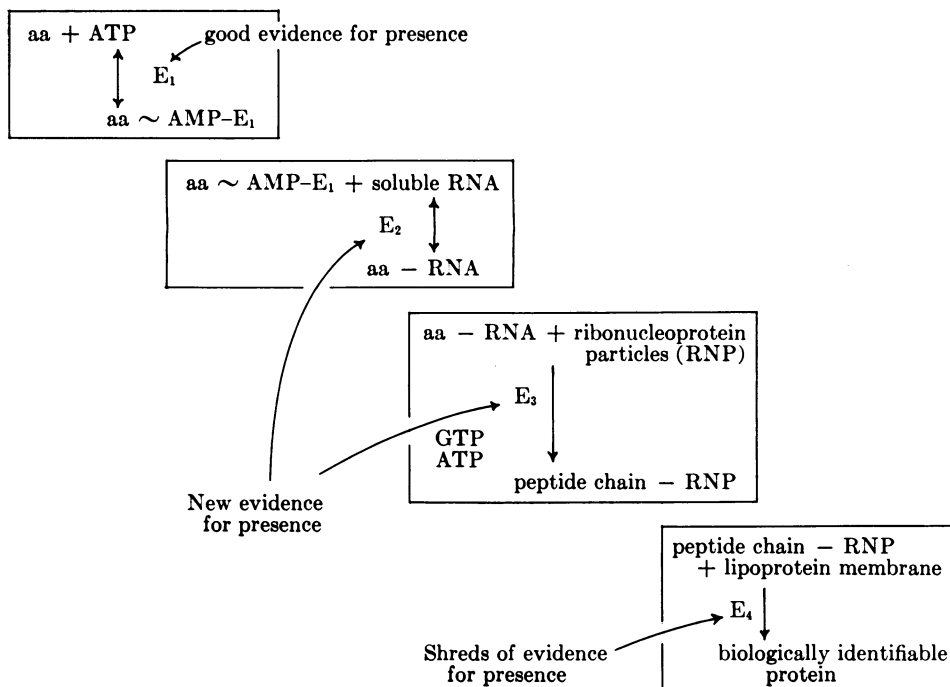 aa + ATP
good evidence for presence
E₁
aa ~ AMP–E₁
aa ~ AMP–E₁ + soluble RNA
E₂
aa – RNA
aa – RNA + ribonucleoprotein
particles (RNP)
E₃
GTP
ATP
peptide chain – RNP
New evidence
for presence
peptide chain – RNP
+ lipoprotein membrane
E₄
Shreds of evidence
for presence
biologically identifiable
protein